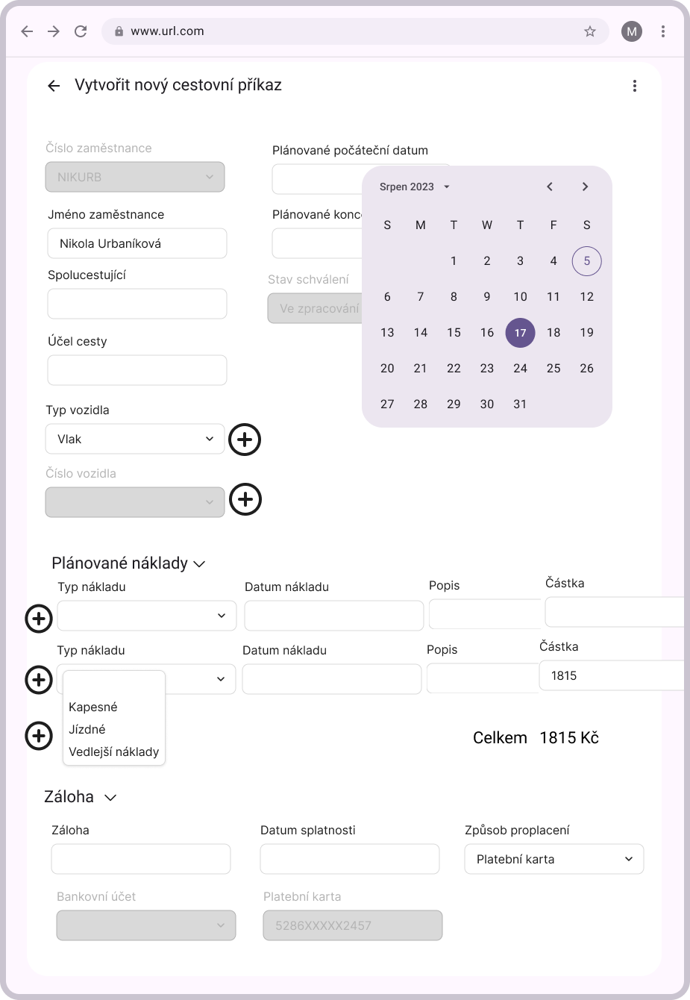 www.url.com
M
Vytvořit nový cestovní příkaz
Číslo zaměstnance
NIKURB
Plánované počáteční datum
Jméno zaměstnance
Nikola Urbaníková
Plánované konc
Spolucestující
Stav schválení
Ve zpracování
Účel cesty
Srpen 2023
S M T W T F S
1 2 3 4 5
6 7 8 9 10 11 12
13 14 15 16 17 18 19
20 21 22 23 24 25 26
27 28 29 30 31
Typ vozidla
Vlak
Číslo vozidla
Plánované náklady
Typ nákladu Datum nákladu Popis Částka
Typ nákladu Datum nákladu Popis Částka
1815
Kapesné
Jízdné
Vedlejší náklady
Celkem 1815 Kč
Záloha
Záloha Datum splatnosti Způsob proplacení
Platební karta
Bankovní účet Platební karta
5286XXXXX2457